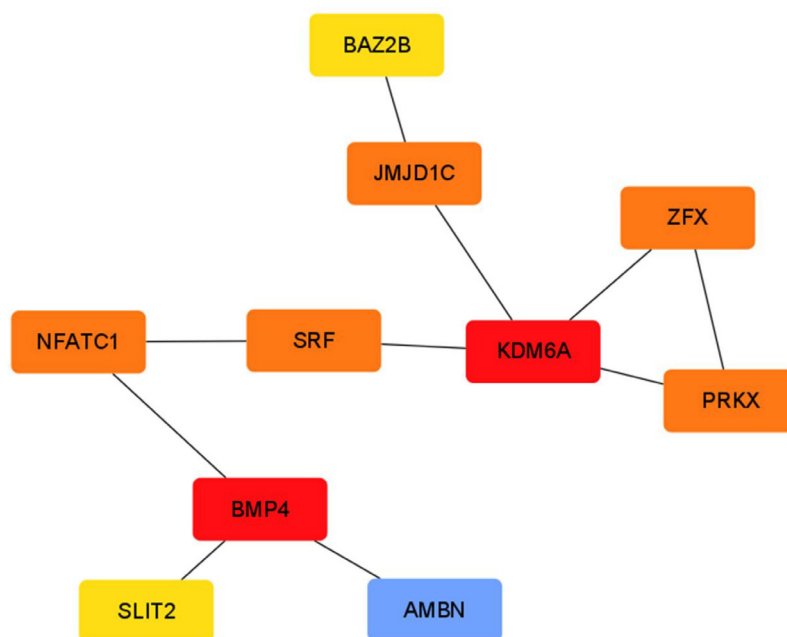 BAZ2B
JMJD1C
ZFX
NFATC1
SRF
KDM6A
PRKX
BMP4
SLIT2
AMBN